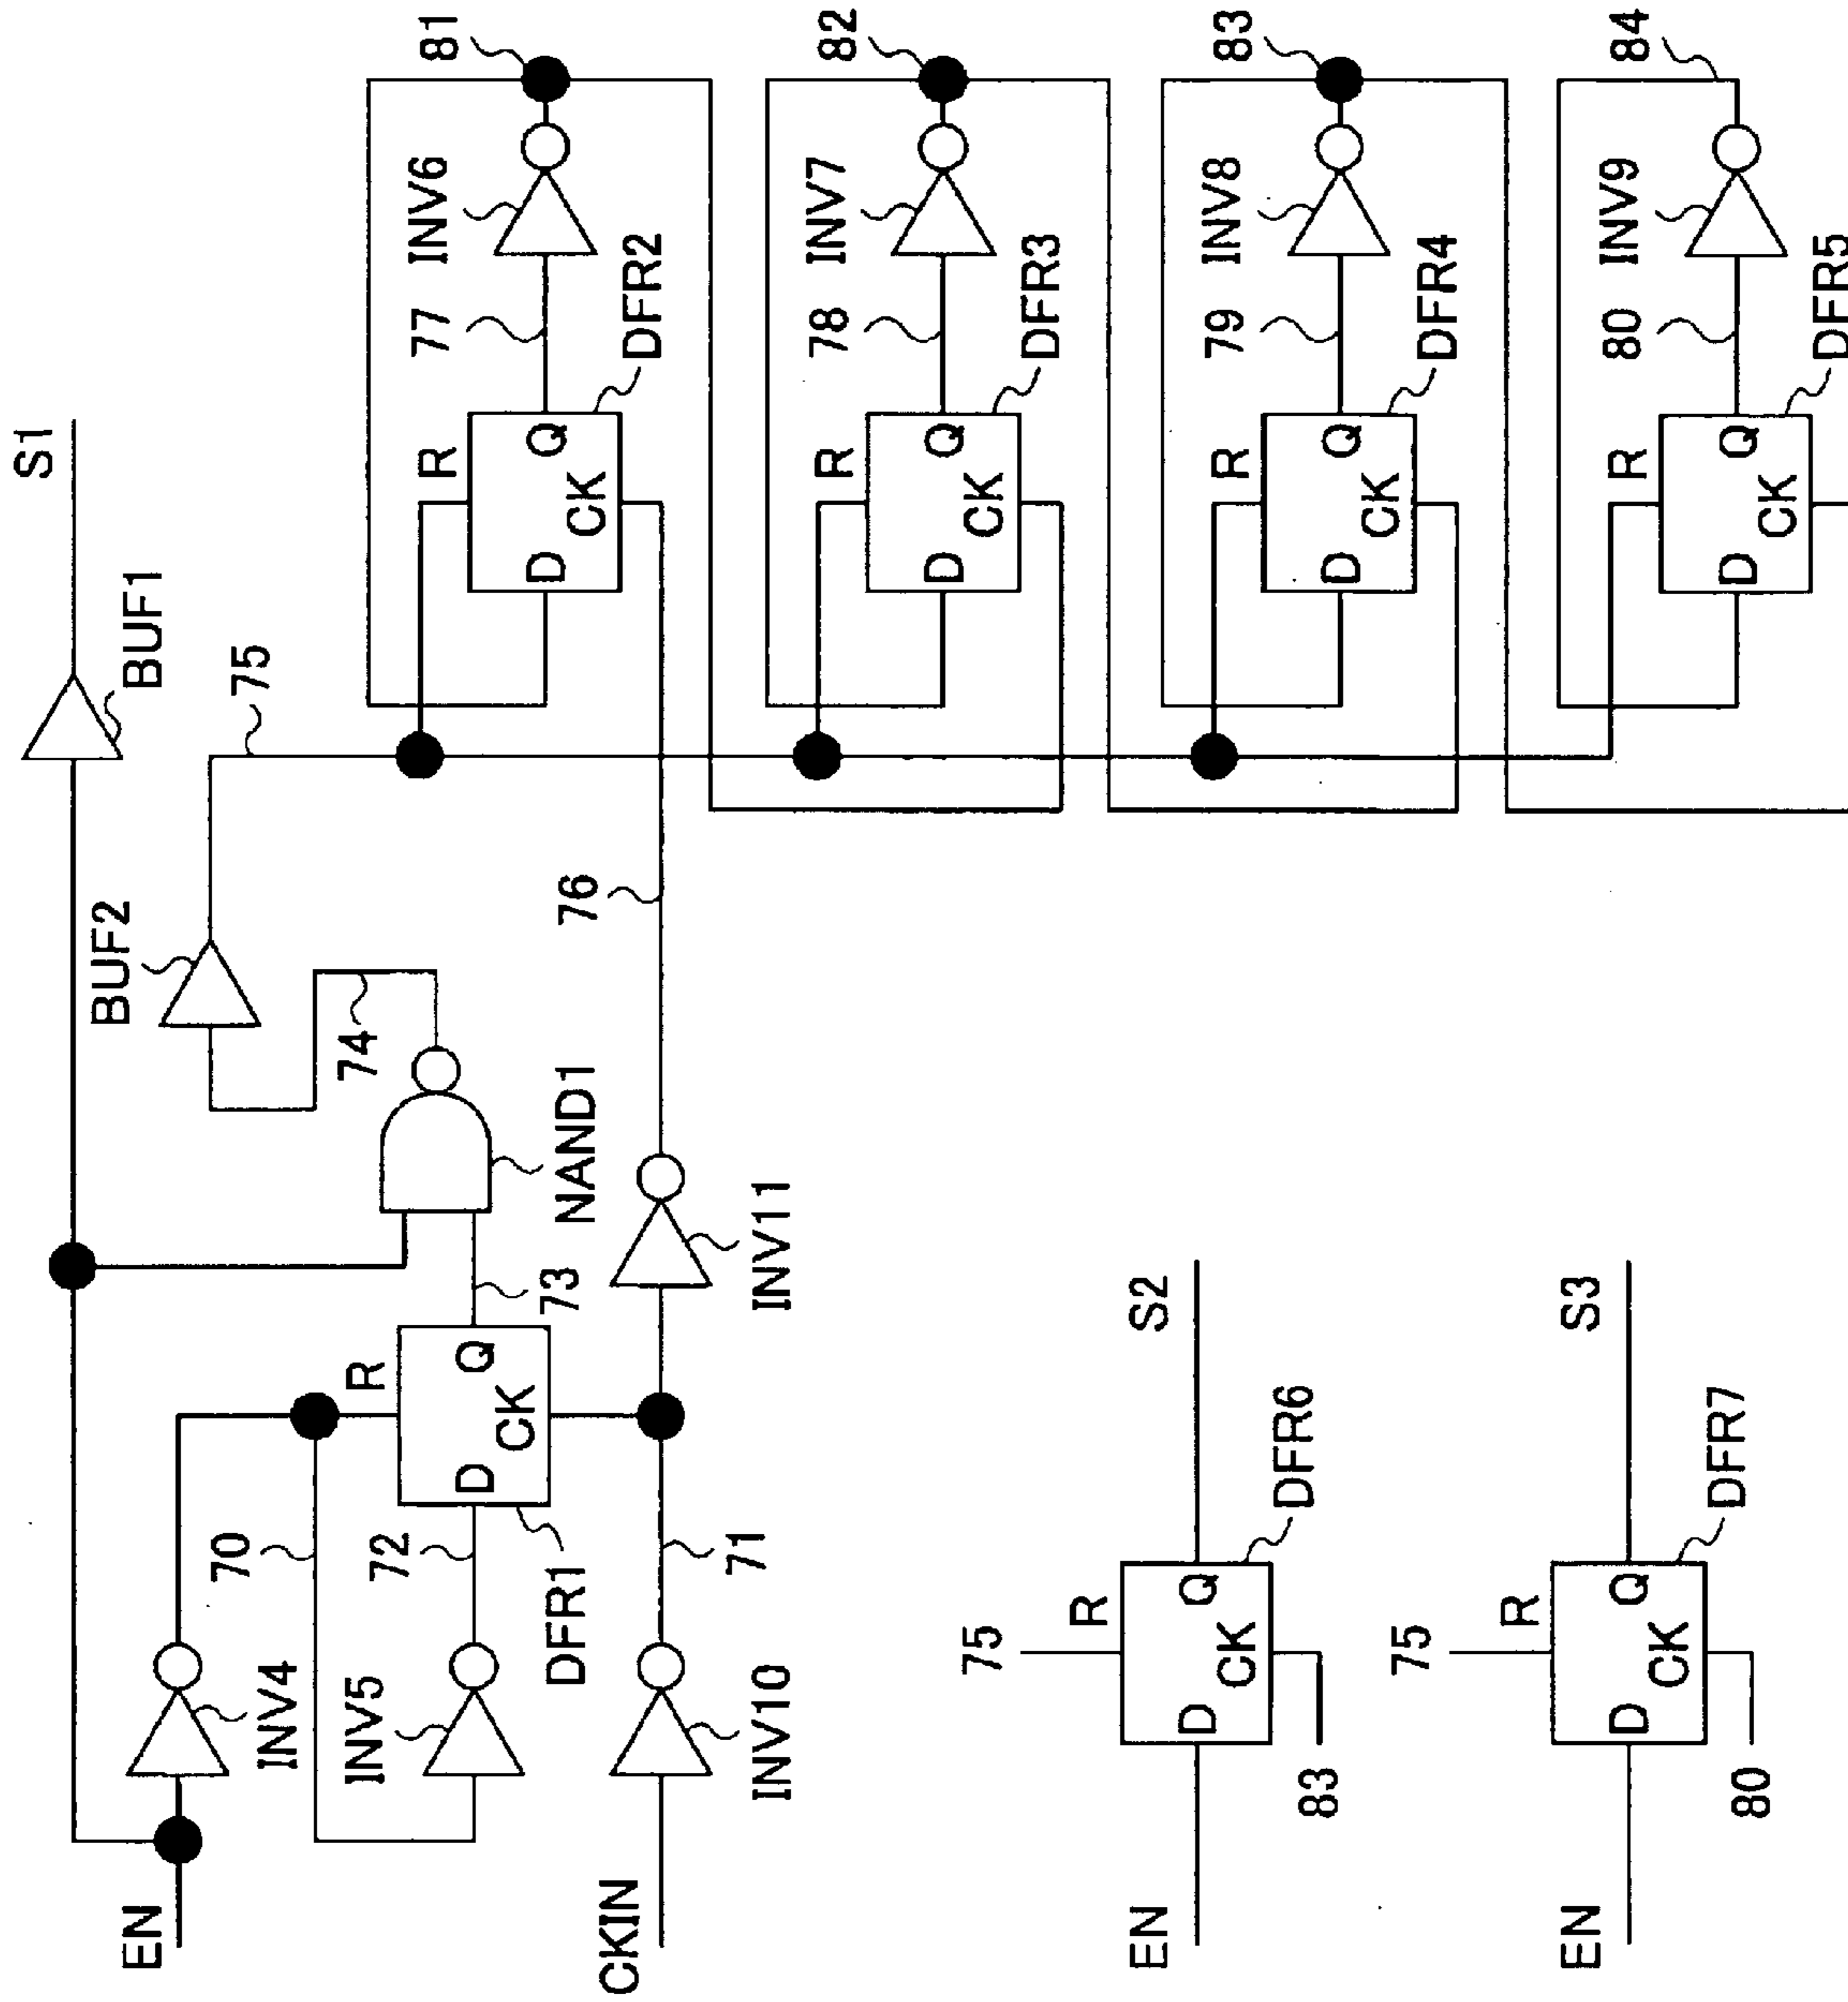 EN
INV4
70
INV5
72
R
D
Q
CK
DFR1
CKIN
INV10
71
73
NAND1
74
INV11
BUF2
BUF1
S1
75
76
R
D
Q
CK
77
INV6
81
DFR2
R
D
Q
CK
78
INV7
82
DFR3
R
D
Q
CK
79
INV8
83
DFR4
R
D
Q
CK
80
INV9
84
DFR5
EN
75
R
D
Q
CK
83
S2
DFR6
EN
75
R
D
Q
CK
80
S3
DFR7